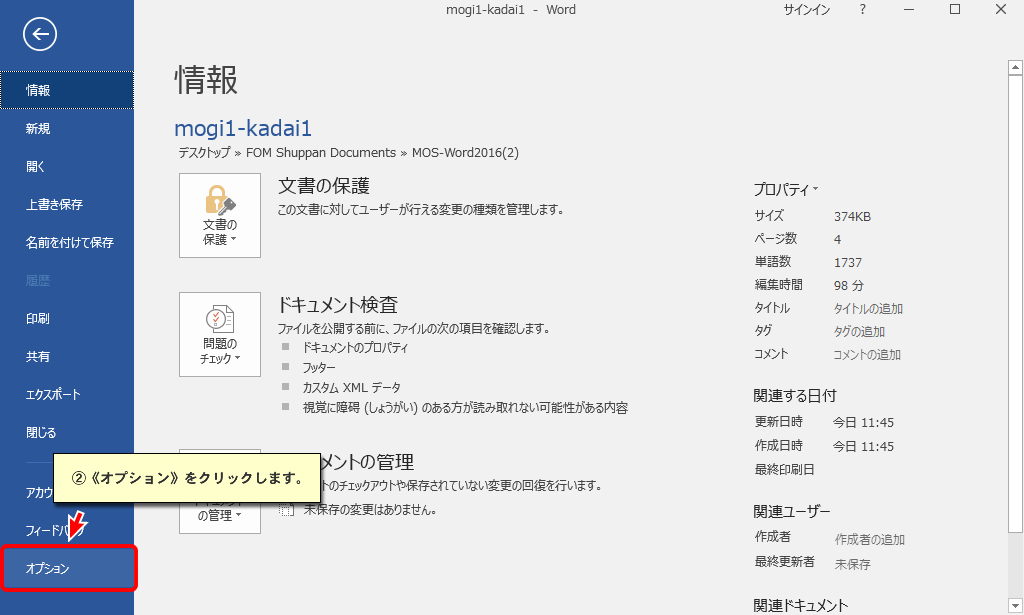 mogi1-kadai1 - Word
サインイン ?
情報
新規
開く
上書き保存
名前を付けて保存
履歴
印刷
共有
エクスポート
閉じる
アカウ
フィードバック
オプション
②《オプション》をクリックします。
情報
mogi1-kadai1
デスクトップ » FOM Shuppan Documents » MOS-Word2016(2)
文書の
保護
文書の保護
この文書に対してユーザーが行える変更の種類を管理します。
問題の
チェック
ドキュメント検査
ファイルを公開する前に、ファイルの次の項目を確認します。
ドキュメントのプロパティ
フッター
カスタム XML データ
視覚に障碍 (しょうがい) のある方が読み取れない可能性がある内容
の管理
メントの管理
トのチェックアウトや保存されていない変更の回復を行います。
未保存の変更はありません。
プロパティ
サイズ 374KB
ページ数 4
単語数 1737
編集時間 98 分
タイトル タイトルの追加
タグ タグの追加
コメント コメントの追加
関連する日付
更新日時 今日 11:45
作成日時 今日 11:45
最終印刷日
関連ユーザー
作成者 作成者の追加
最終更新者 未保存
関連ドキュメント